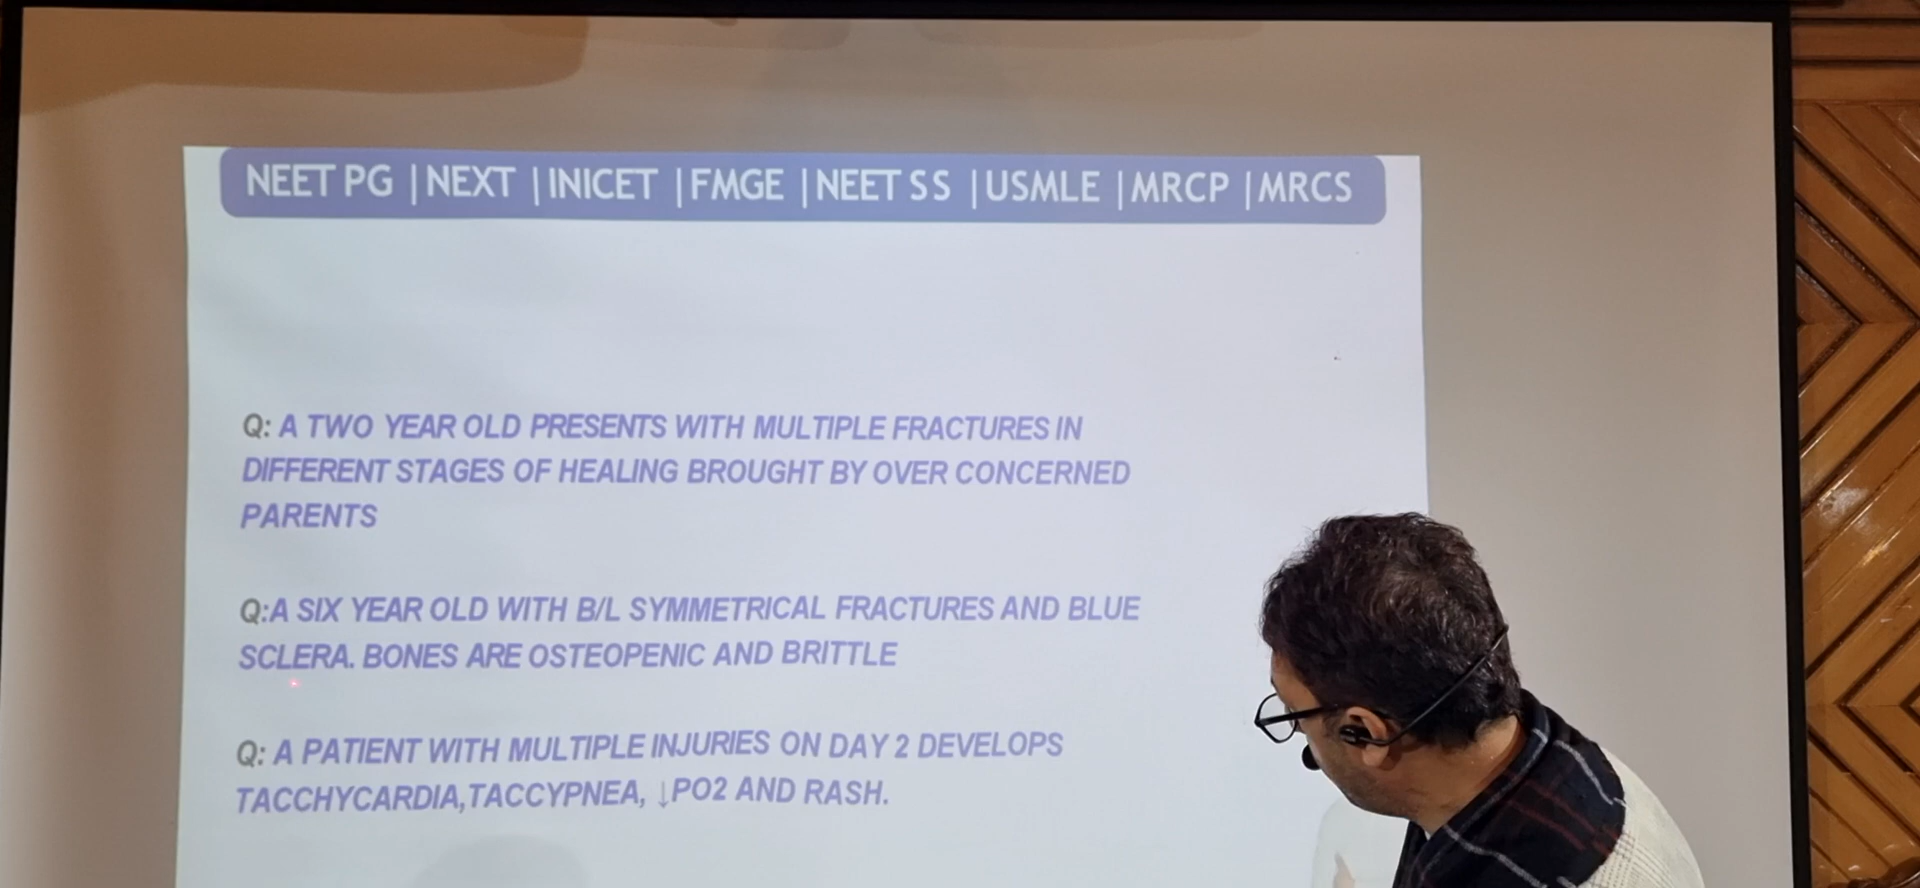 NEET PG | NEXT | INICET | FMGE | NEET SS | USMLE | MRCP | MRCS
Q: A TWO YEAR OLD PRESENTS WITH MULTIPLE FRACTURES IN
DIFFERENT STAGES OF HEALING BROUGHT BY OVER CONCERNED
PARENTS
Q:A SIX YEAR OLD WITH B/L SYMMETRICAL FRACTURES AND BLUE
SCLERA. BONES ARE OSTEOPENIC AND BRITTLE
Q: A PATIENT WITH MULTIPLE INJURIES ON DAY 2 DEVELOPS
TACCHYCARDIA,TACCYPNEA, ↓PO2 AND RASH.